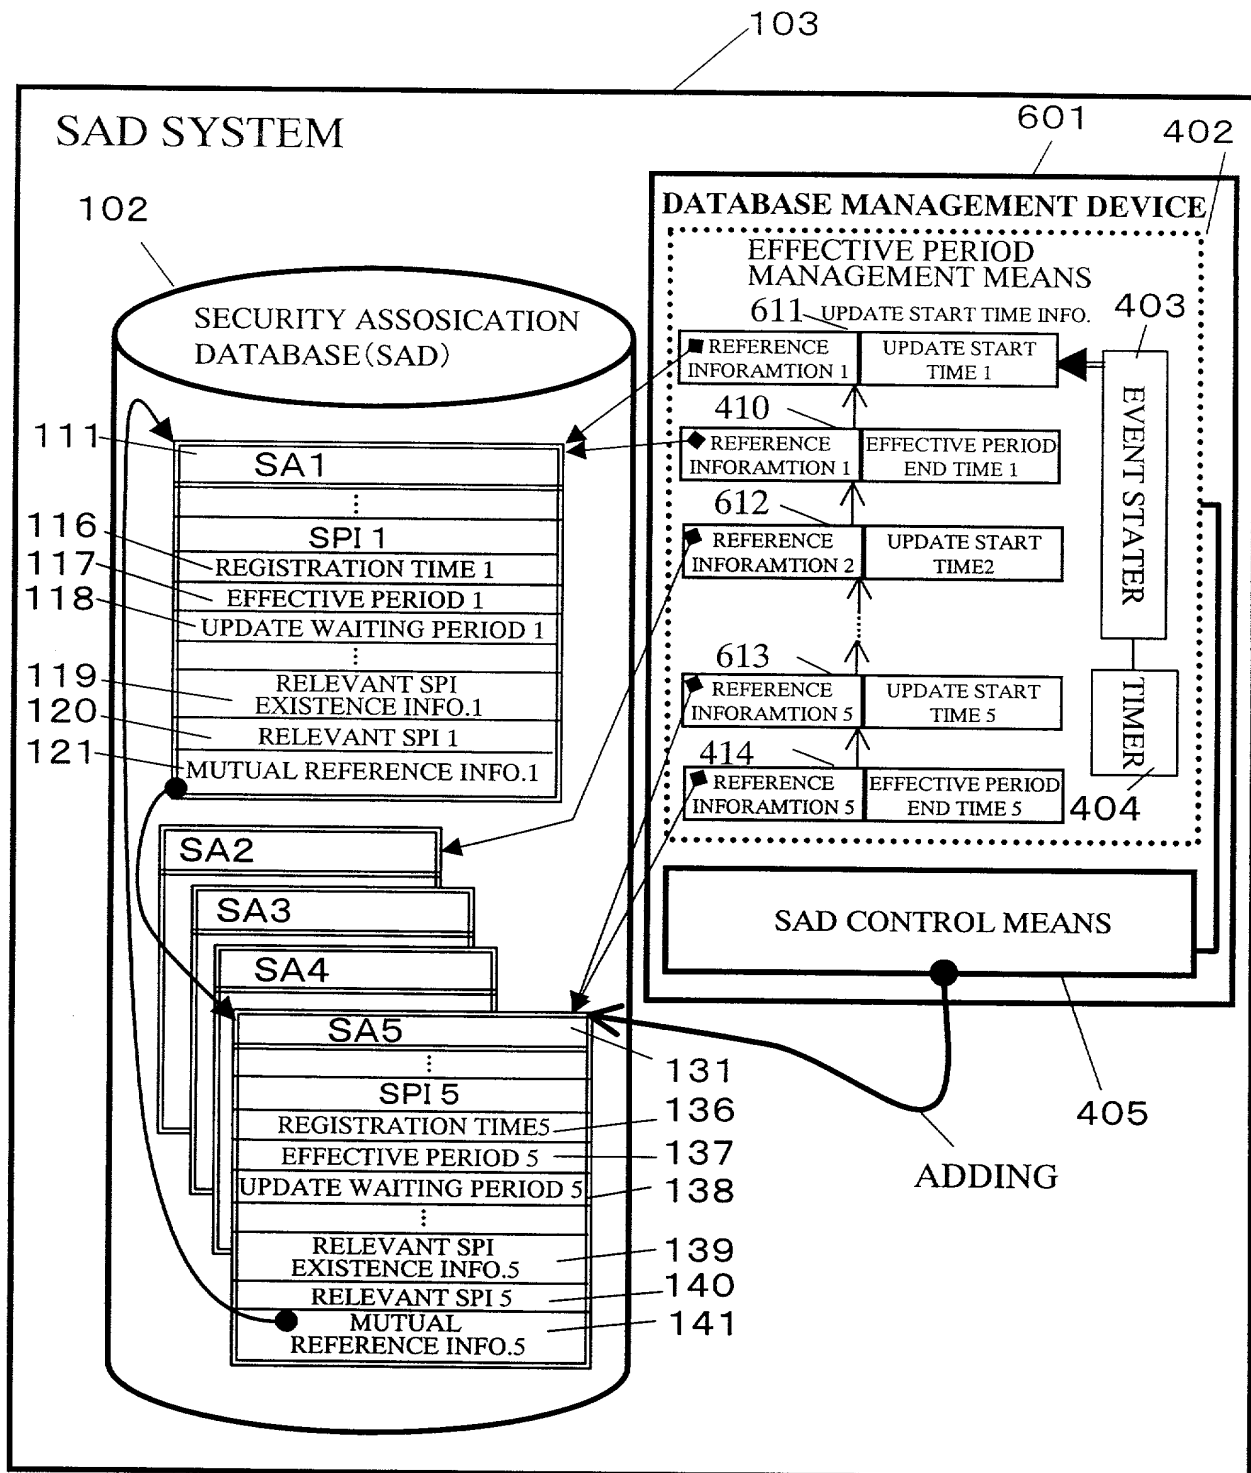 103
SAD SYSTEM
601
402
102
DATABASE MANAGEMENT DEVICE
EFFECTIVE PERIOD
MANAGEMENT MEANS
611
UPDATE START TIME INFO.
403
SECURITY ASSOSICATION
DATABASE(SAD)
REFERENCE
INFORAMTION 1
UPDATE START
TIME 1
EVENT STATER
410
REFERENCE
INFORAMTION 1
EFFECTIVE PERIOD
END TIME 1
612
REFERENCE
INFORAMTION 2
UPDATE START
TIME2
613
REFERENCE
INFORAMTION 5
UPDATE START
TIME 5
TIMER
414
REFERENCE
INFORAMTION 5
EFFECTIVE PERIOD
END TIME 5
404
111
SA1
⋮
SPI 1
116
REGISTRATION TIME 1
117
EFFECTIVE PERIOD 1
118
UPDATE WAITING PERIOD 1
⋮
119
RELEVANT SPI
EXISTENCE INFO.1
120
RELEVANT SPI 1
121
MUTUAL REFERENCE INFO.1
SA2
SA3
SA4
SAD CONTROL MEANS
405
ADDING
SA5
131
⋮
SPI 5
REGISTRATION TIME5
136
EFFECTIVE PERIOD 5
137
UPDATE WAITING PERIOD 5
138
⋮
RELEVANT SPI
EXISTENCE INFO.5
139
RELEVANT SPI 5
140
MUTUAL
REFERENCE INFO.5
141